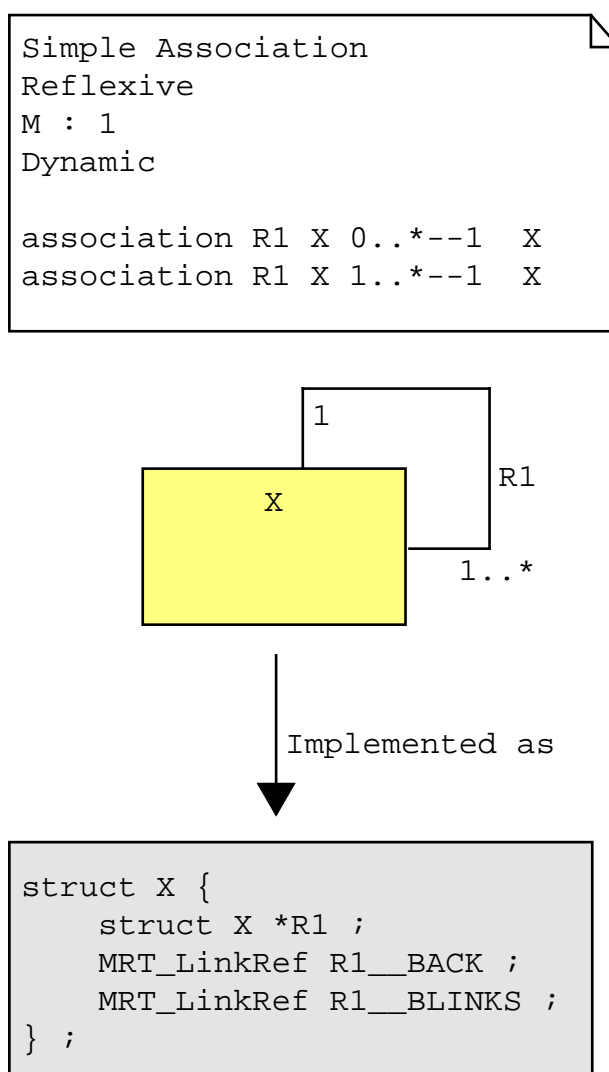 Simple Association
Reflexive
M : 1
Dynamic
association R1 X 0..*--1  X
association R1 X 1..*--1  X
1
X
R1
1..*
Implemented as
struct X {
    struct X *R1 ;
    MRT_LinkRef R1__BACK ;
    MRT_LinkRef R1__BLINKS ;
} ;